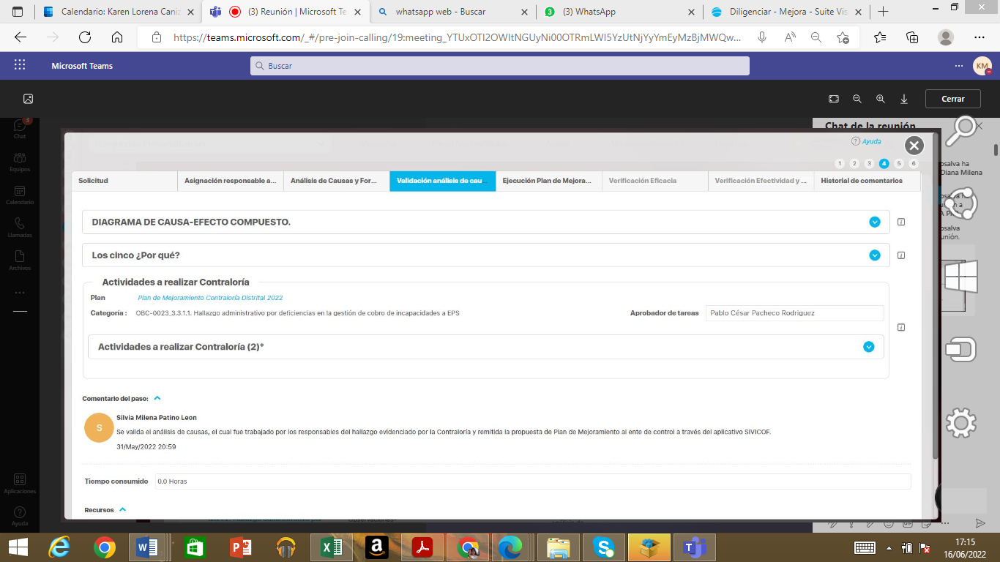 Calendario: Karen Lorena Caniz
(3) Reunión | Microsoft Te
whatsapp web - Buscar
(3) WhatsApp
Diligenciar - Mejora - Suite Vis
https://teams.microsoft.com/_#/pre-join-calling/19:meeting_YTUxOTI2OWItNGUyNi00OTRmLWI5YzUtNjYyYmEyMzBjMWQw...
Microsoft Teams
Buscar
KM
Cerrar
3
Chat
Equipos
Calendario
Llamadas
Archivos
Aplicaciones
Ayuda
Chat de la reunión
osalva ha
Diana Milena
osalva
unión.
Ayuda
1 2 3 4 5 6
Solicitud
Asignación responsable a...
Análisis de Causas y For...
Validación análisis de cau...
Ejecución Plan de Mejora...
Verificación Eficacia
Verificación Efectividad y ...
Historial de comentarios
DIAGRAMA DE CAUSA-EFECTO COMPUESTO.
Los cinco ¿Por qué?
Actividades a realizar Contraloría
Plan Plan de Mejoramiento Contraloría Distrital 2022
Categoría : OBC-0023_3.3.1.1. Hallazgo administrativo por deficiencias en la gestión de cobro de incapacidades a EPS
Aprobador de tareas Pablo César Pacheco Rodriguez
Actividades a realizar Contraloría (2)*
Comentario del paso:
S
Silvia Milena Patino Leon
Se valida el análisis de causas, el cual fue trabajado por los responsables del hallazgo evidenciado por la Contraloría y remitida la propuesta de Plan de Mejoramiento al ente de control a través del aplicativo SIVICOF.
31/May/2022 20:59
Tiempo consumido 0.0 Horas
Recursos
17:15
16/06/2022